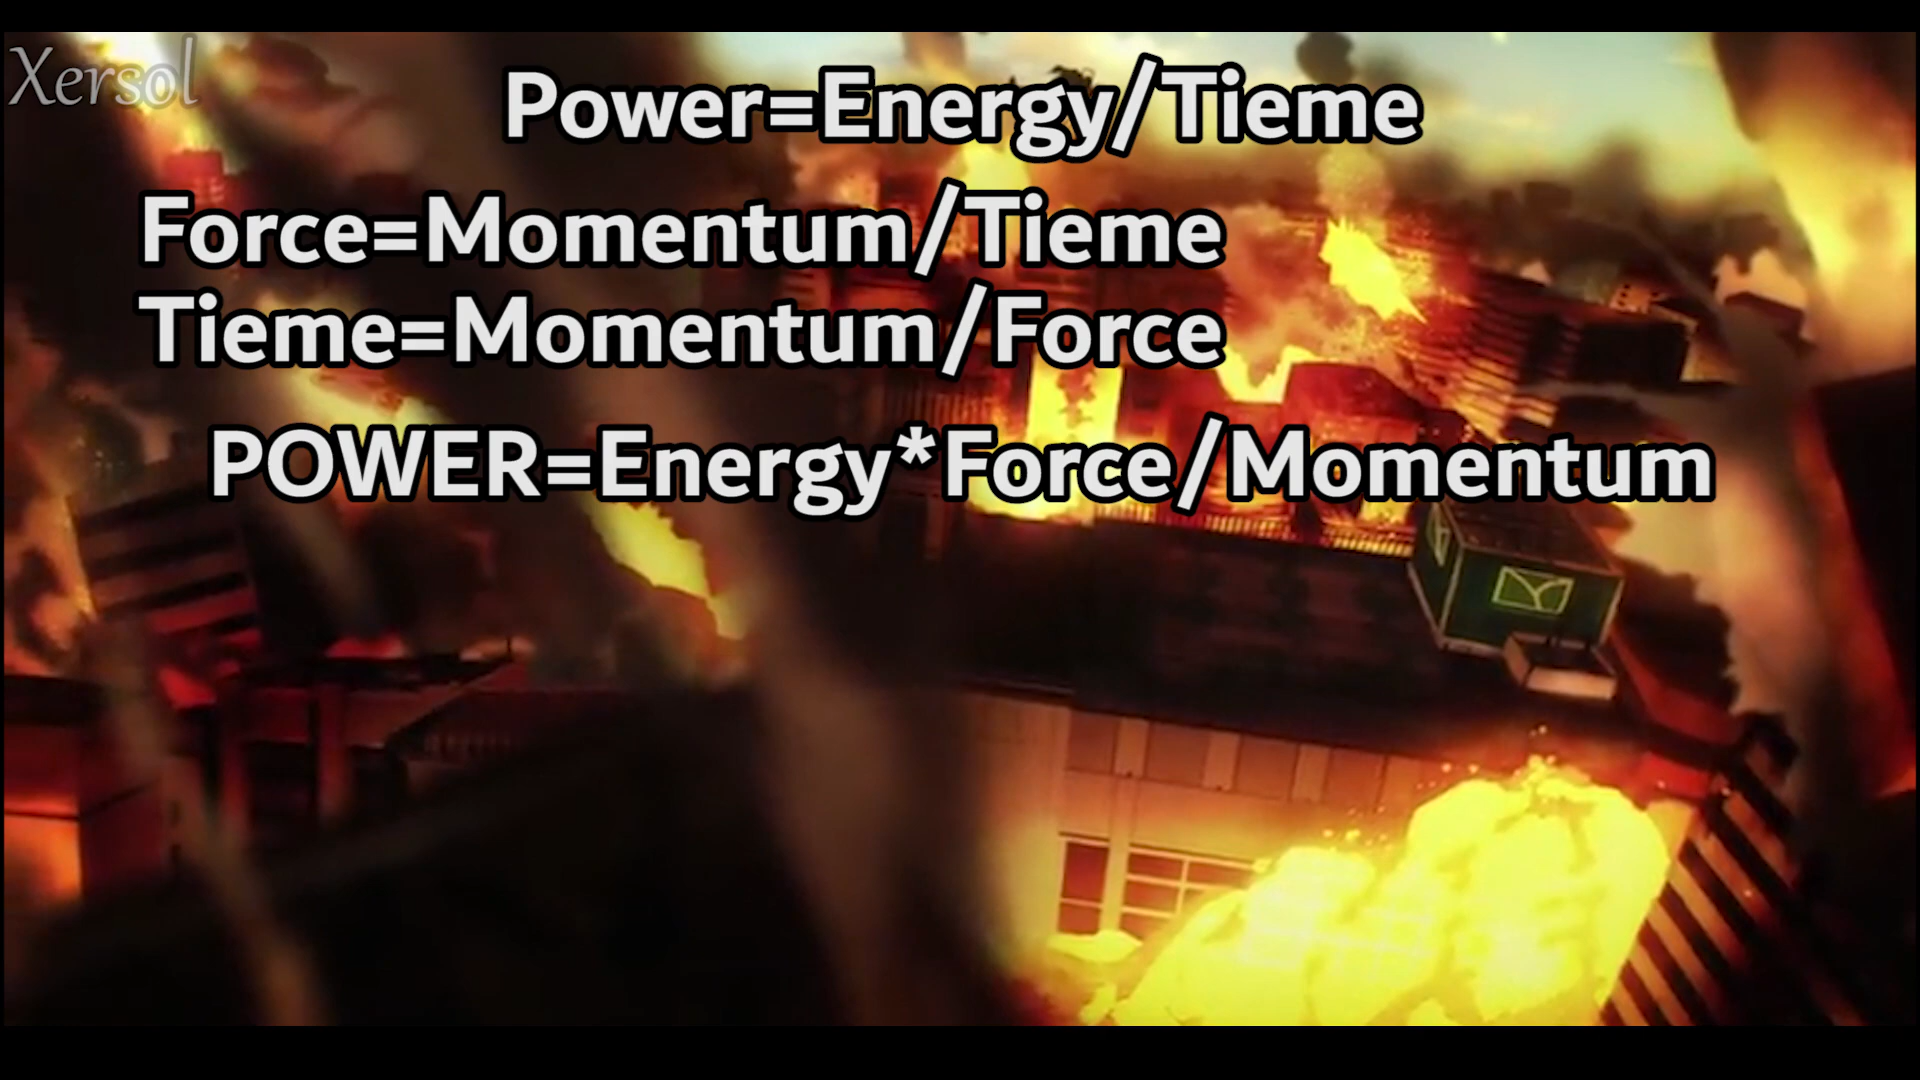 Xersol
Power=Energy/Tieme
Force=Momentum/Tieme
Tieme=Momentum/Force
POWER=Energy*Force/Momentum